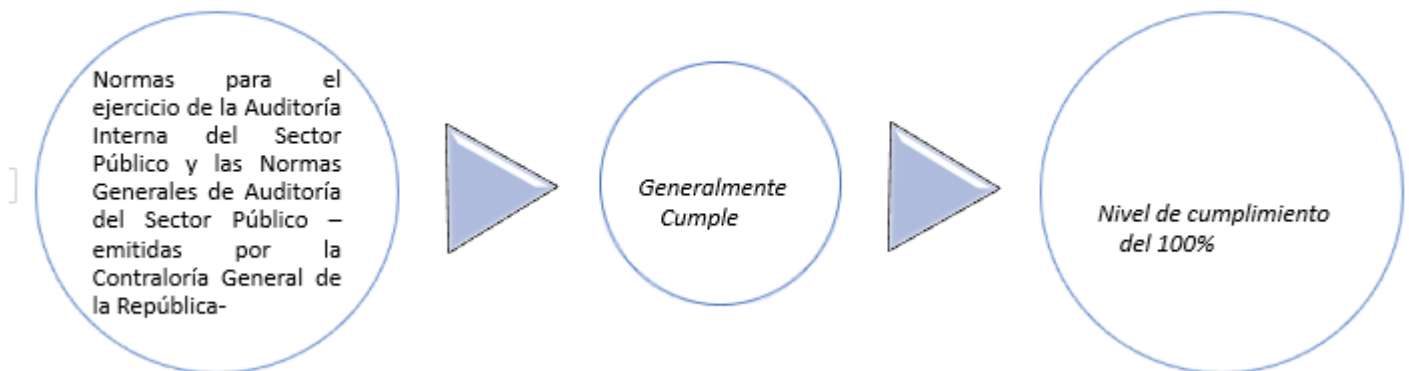 Normas para el
ejercicio de la Auditoría
Interna del Sector
Público y las Normas
Generales de Auditoría
del Sector Público –
emitidas por la
Contraloría General de
la República-
Generalmente
Cumple
Nivel de cumplimiento
del 100%